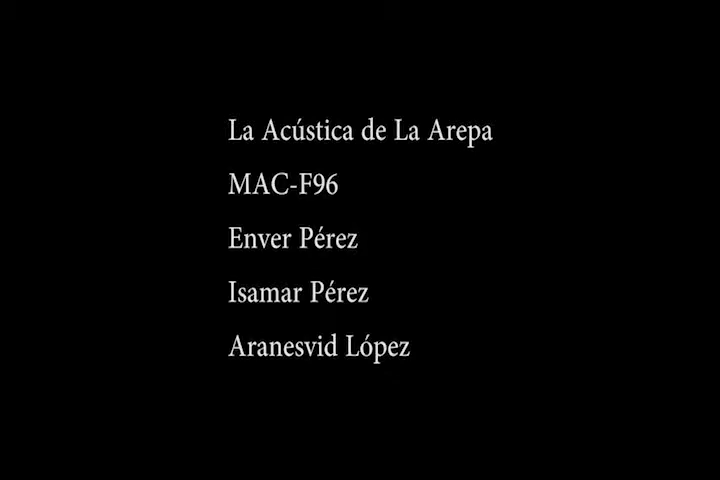 La Acústica de La Arepa
MAC-F96
Enver Pérez
Isamar Pérez
Aranesvid López